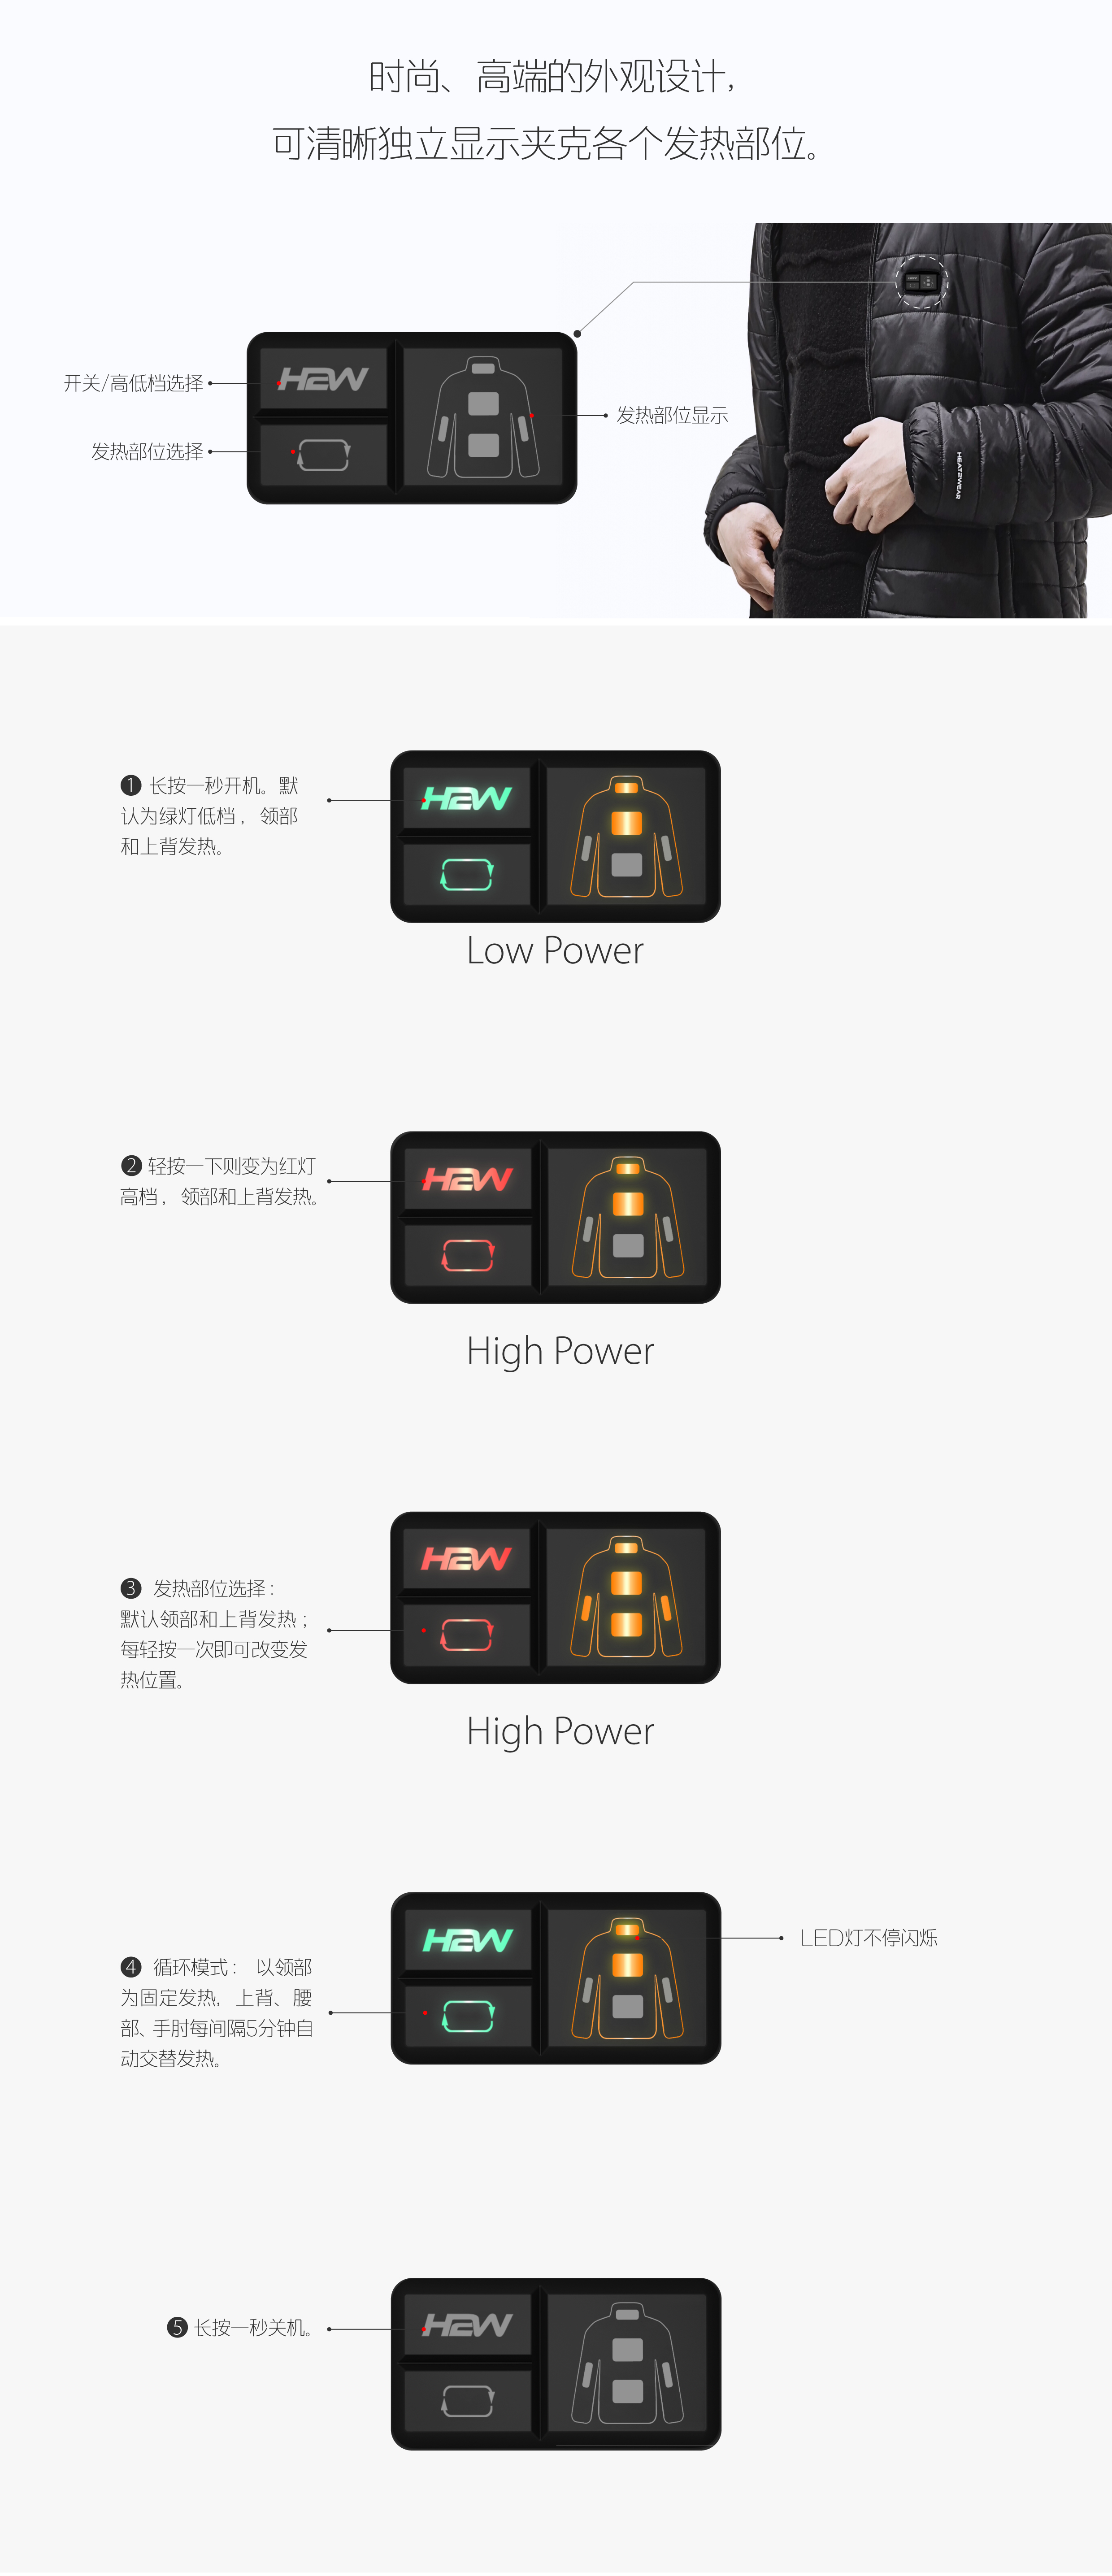 时尚、高端的外观设计，
可清晰独立显示夹克各个发热部位。
开关/高低档选择
H2W
发热部位选择
发热部位显示
HEAT2WEAR
❶ 长按一秒开机。默
认为绿灯低档，领部
和上背发热。
H2W
Low Power
❷ 轻按一下则变为红灯
高档，领部和上背发热。
H2W
High Power
❸ 发热部位选择：
默认领部和上背发热；
每轻按一次即可改变发
热位置。
H2W
High Power
❹ 循环模式： 以领部
为固定发热，上背、腰
部、手肘每间隔5分钟自
动交替发热。
H2W
LED灯不停闪烁
❺ 长按一秒关机。
H2W